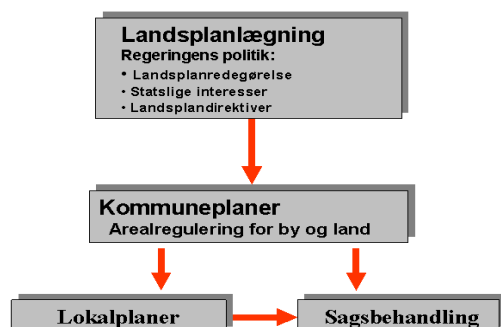 Landsplanlægning
Regeringens politik:
• Landsplanredegørelse
• Statslige interesser
• Landsplandirektiver
Kommuneplaner
Arealregulering for by og land
Lokalplaner
Sagsbehandling